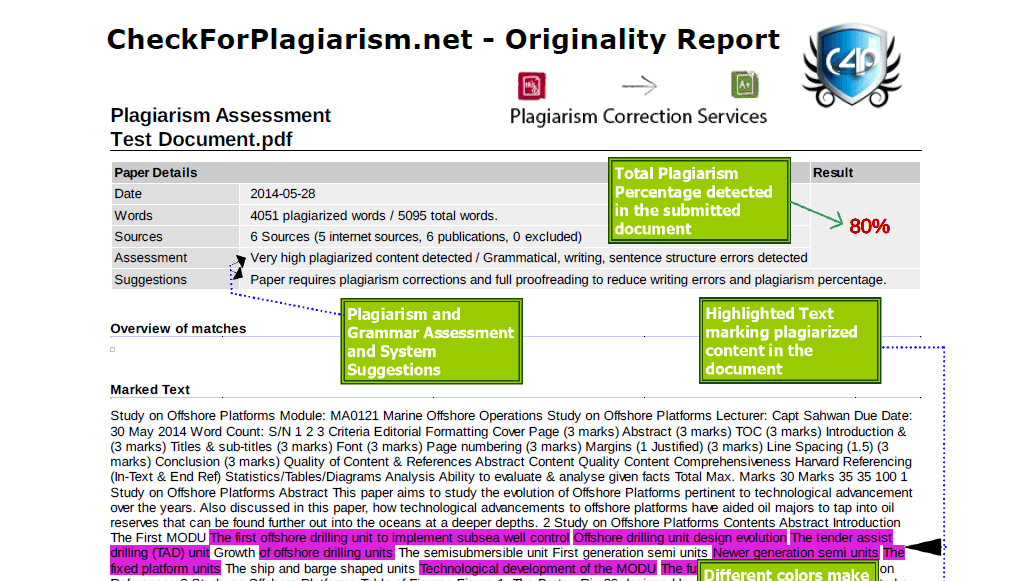 CheckForPlagiarism.net - Originality Report
C4P
A+
Plagiarism Correction Services
Plagiarism Assessment
Test Document.pdf
Paper Details
Result
Date
2014-05-28
Words
4051 plagiarized words / 5095 total words.
Sources
6 Sources (5 internet sources, 6 publications, 0 excluded)
Assessment
Very high plagiarized content detected / Grammatical, writing, sentence structure errors detected
Suggestions
Paper requires plagiarism corrections and full proofreading to reduce writing errors and plagiarism percentage.
Total Plagiarism
Percentage detected
in the submitted
document
80%
Plagiarism and
Grammar Assessment
and System
Suggestions
Highlighted Text
marking plagiarized
content in the
document
Overview of matches
Marked Text
Study on Offshore Platforms Module: MA0121 Marine Offshore Operations Study on Offshore Platforms Lecturer: Capt Sahwan Due Date:
30 May 2014 Word Count: S/N 1 2 3 Criteria Editorial Formatting Cover Page (3 marks) Abstract (3 marks) TOC (3 marks) Introduction &
(3 marks) Titles & sub-titles (3 marks) Font (3 marks) Page numbering (3 marks) Margins (1 Justified) (3 marks) Line Spacing (1.5) (3
marks) Conclusion (3 marks) Quality of Content & References Abstract Content Quality Content Comprehensiveness Harvard Referencing
(In-Text & End Ref) Statistics/Tables/Diagrams Analysis Ability to evaluate & analyse given facts Total Max. Marks 30 Marks 35 35 100 1
Study on Offshore Platforms Abstract This paper aims to study the evolution of Offshore Platforms pertinent to technological advancement
over the years. Also discussed in this paper, how technological advancements to offshore platforms have aided oil majors to tap into oil
reserves that can be found further out into the oceans at a deeper depths. 2 Study on Offshore Platforms Contents Abstract Introduction
The First MODU The first offshore drilling unit to implement subsea well control Offshore drilling unit design evolution The tender assist
drilling (TAD) unit Growth of offshore drilling units The semisubmersible unit First generation semi units Newer generation semi units The
fixed platform units The ship and barge shaped units Technological development of the MODU The fu on
Different colors make